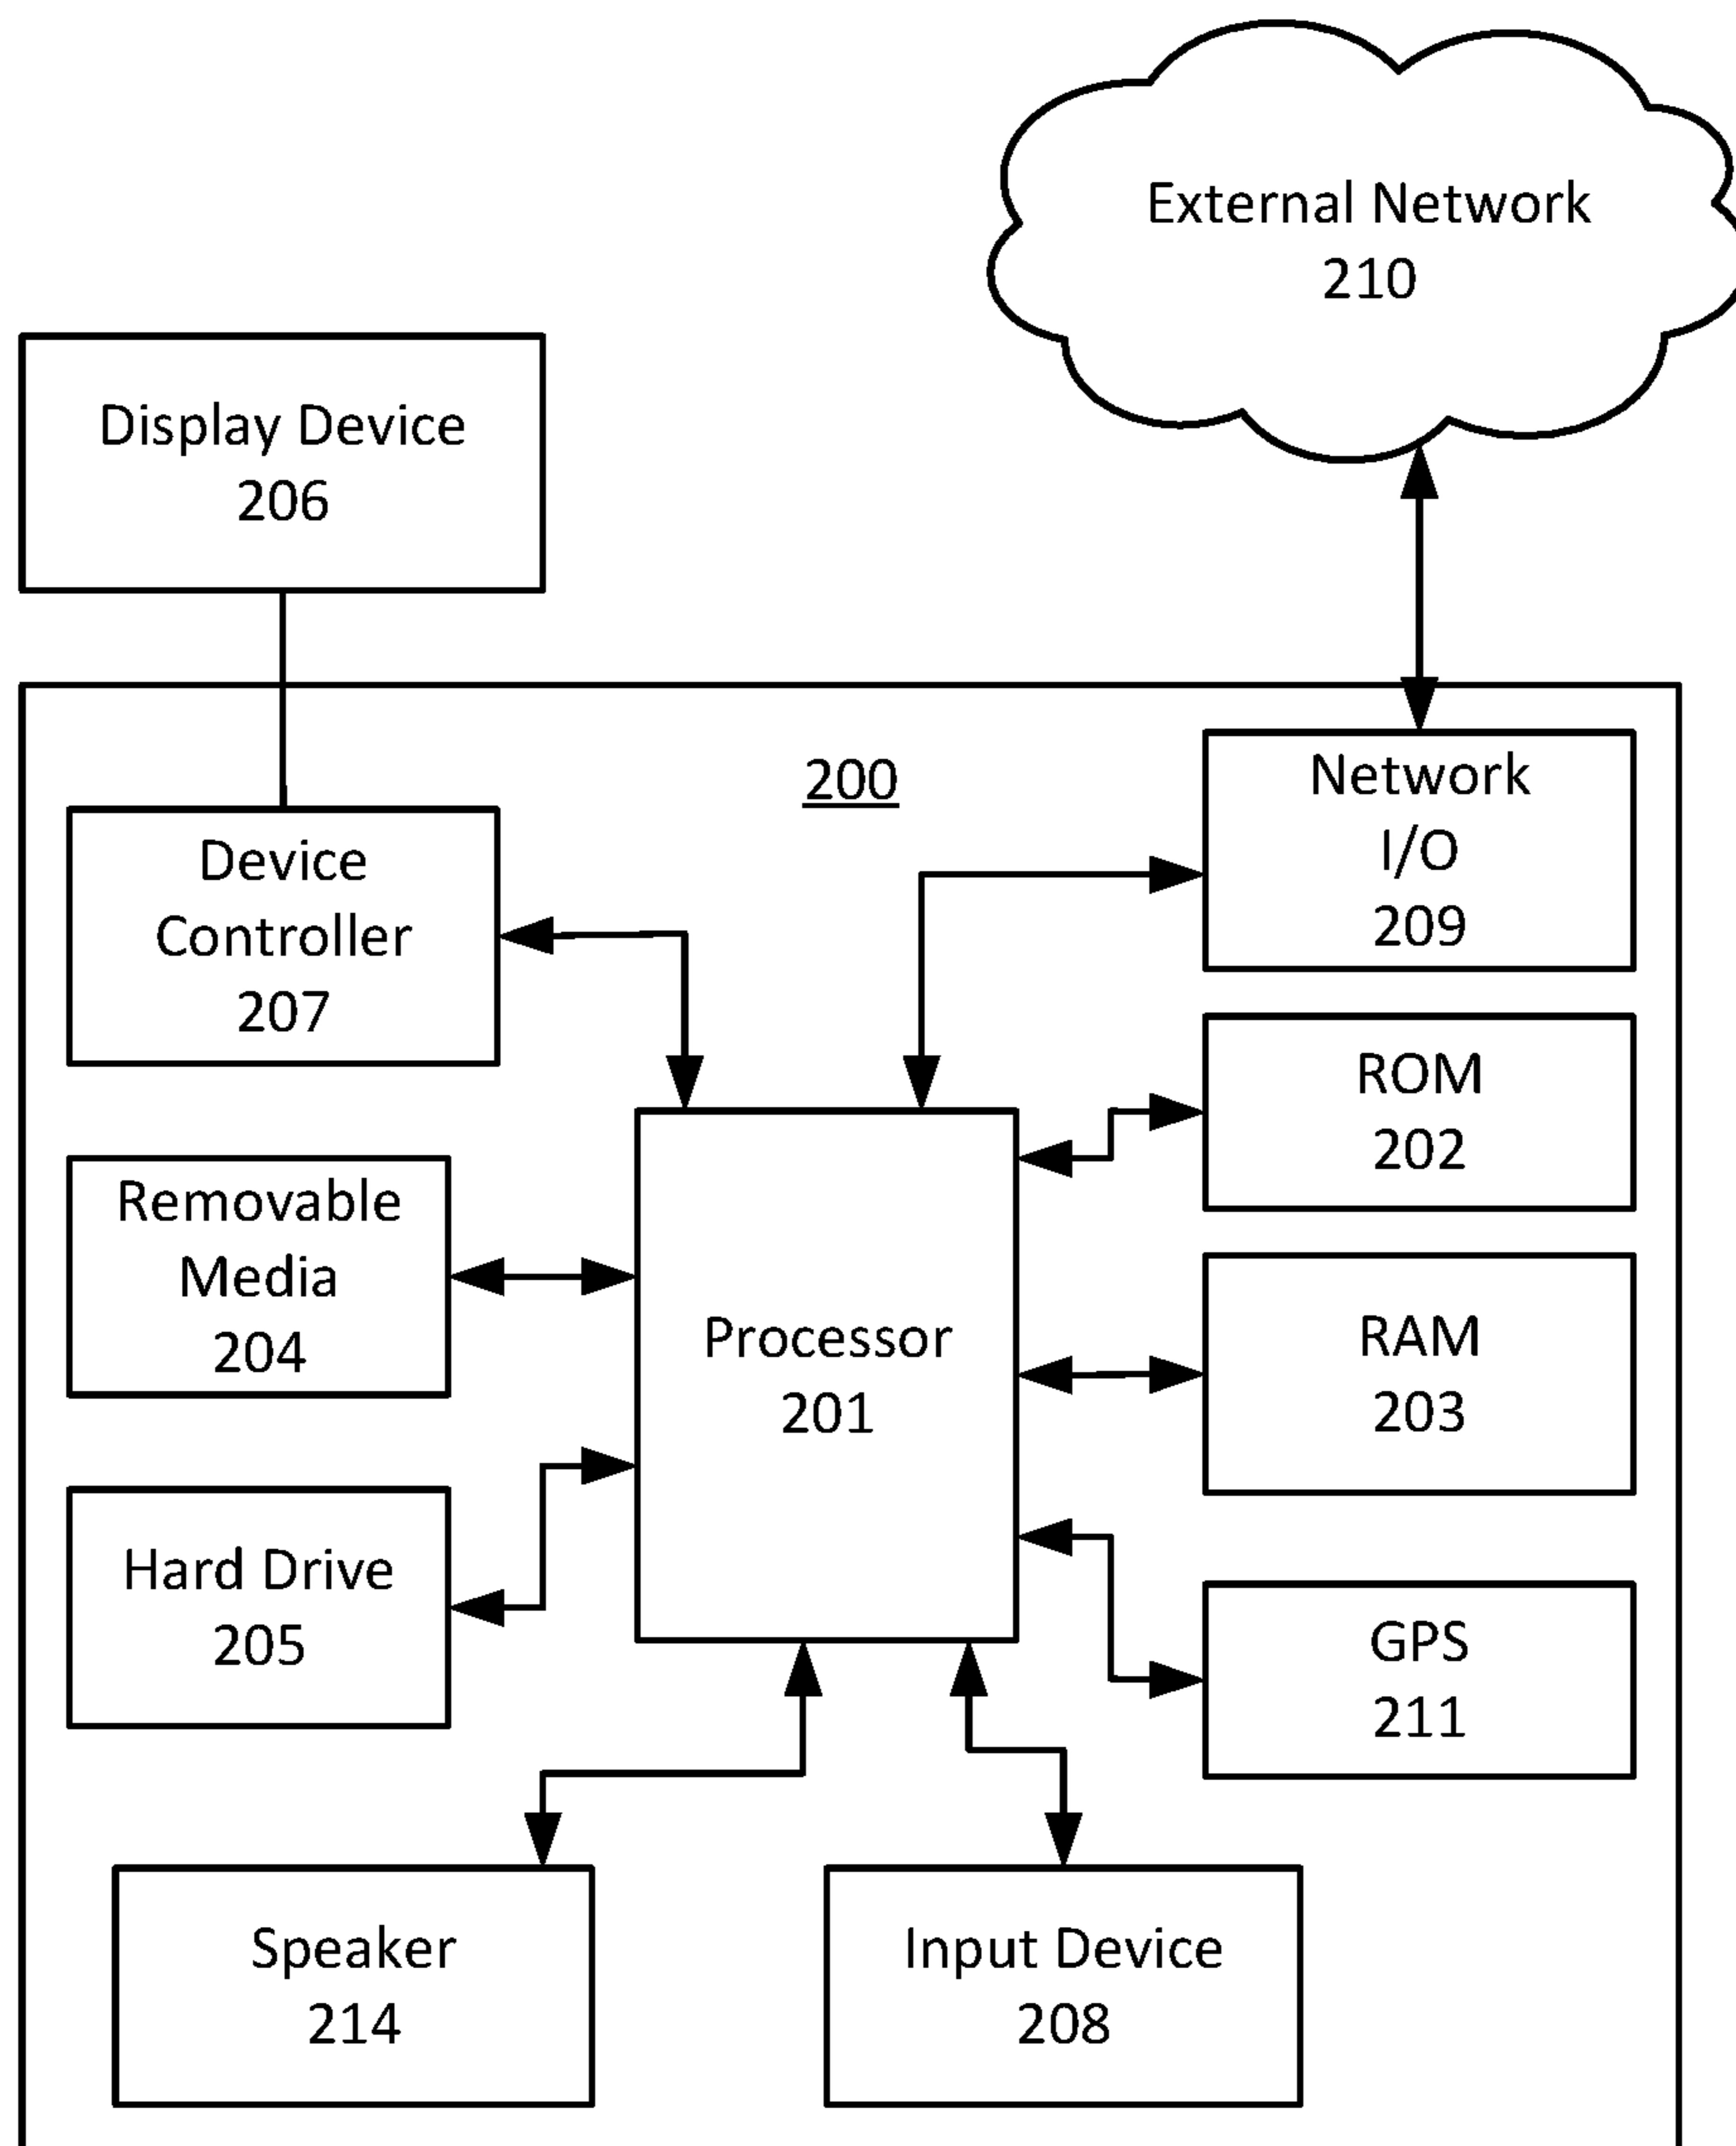 External Network
210
Display Device
206
200
Network
I/O
209
Device
Controller
207
ROM
202
Removable
Media
204
Processor
201
RAM
203
Hard Drive
205
GPS
211
Speaker
214
Input Device
208